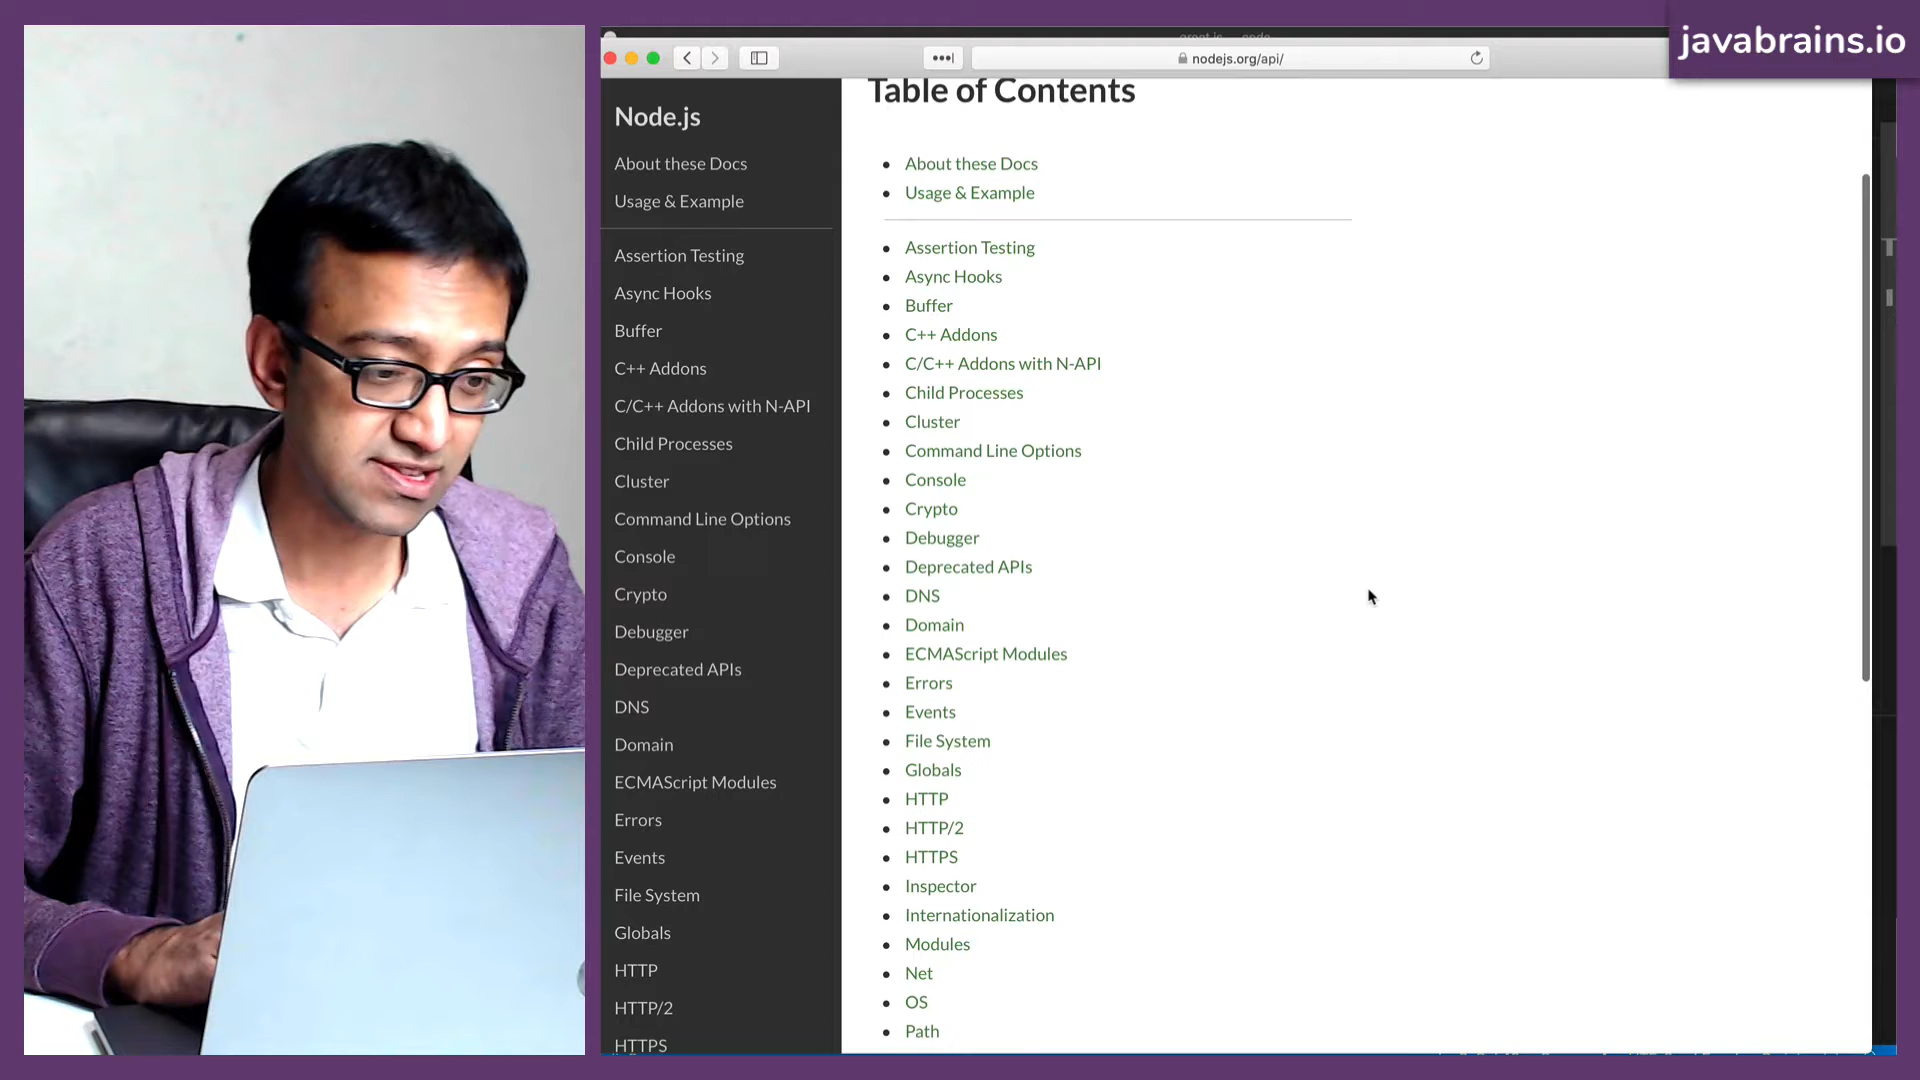 javabrains.io
nodejs.org/api/
Node.js
About these Docs
Usage & Example
Assertion Testing
Async Hooks
Buffer
C++ Addons
C/C++ Addons with N-API
Child Processes
Cluster
Command Line Options
Console
Crypto
Debugger
Deprecated APIs
DNS
Domain
ECMAScript Modules
Errors
Events
File System
Globals
HTTP
HTTP/2
HTTPS
Table of Contents
About these Docs
Usage & Example
Assertion Testing
Async Hooks
Buffer
C++ Addons
C/C++ Addons with N-API
Child Processes
Cluster
Command Line Options
Console
Crypto
Debugger
Deprecated APIs
DNS
Domain
ECMAScript Modules
Errors
Events
File System
Globals
HTTP
HTTP/2
HTTPS
Inspector
Internationalization
Modules
Net
OS
Path